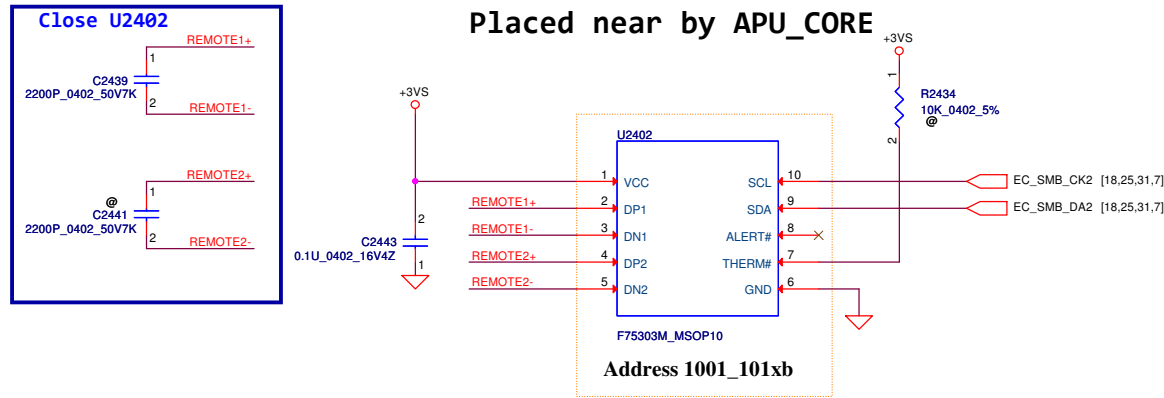 Close U2402
REMOTE1+
1
C2439
2200P_0402_50V7K
2
REMOTE1-
REMOTE2+
1
@
C2441
2200P_0402_50V7K
2
REMOTE2-
Placed near by APU_CORE
+3VS
1
R2434
10K_0402_5%
@
2
+3VS
2
C2443
0.1U_0402_16V4Z
1
U2402
1 VCC SCL 10
EC_SMB_CK2 [18,25,31,7]
REMOTE1+ 2 DP1 SDA 9
EC_SMB_DA2 [18,25,31,7]
REMOTE1- 3 DN1 ALERT# 8
REMOTE2+ 4 DP2 THERM# 7
REMOTE2- 5 DN2 GND 6
F75303M_MSOP10
Address 1001_101xb